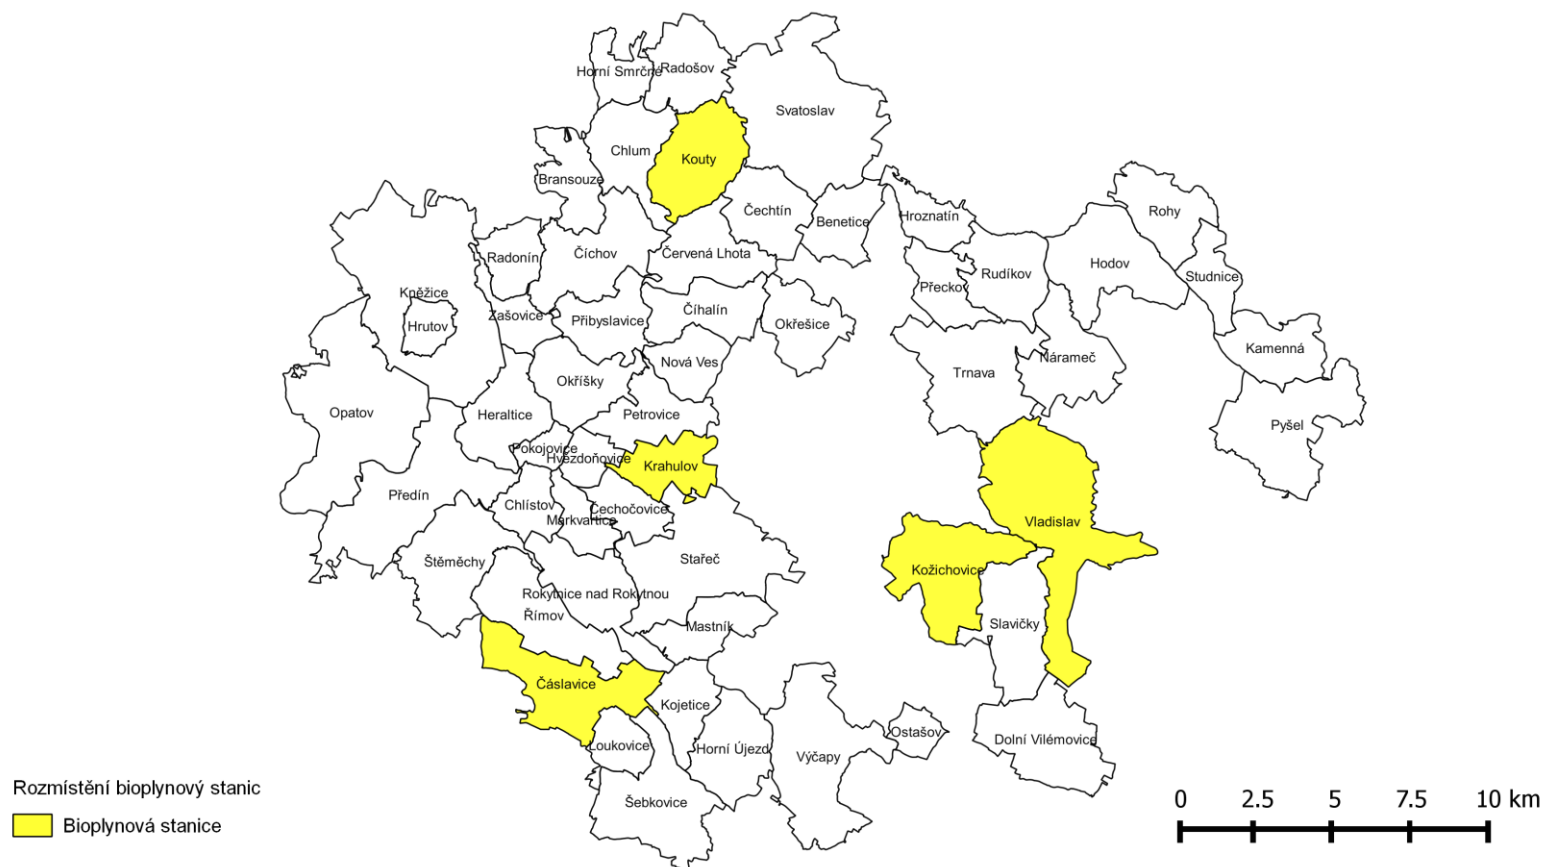 Radošov
Horní Smrčné
Svatoslav
Chlum
Kouty
Bransouze
Čechtín
Rohy
Hroznatín
Benetice
Číchov
Červená Lhota
Radonín
Hodov
Rudíkov
Studnice
Přeckov
Kněžice
Číhalín
Zašovice
Přibyslavice
Okřešice
Hrutov
Kamenná
Nárameč
Nová Ves
Trnava
Okříšky
Opatov
Heraltice
Petrovice
Pyšel
Pokojovice
Hvězdoňovice
Krahulov
Předín
Chlístov
Čechočovice
Markvartice
Vladislav
Štěměchy
Stařeč
Kožichovice
Rokytnice nad Rokytnou
Římov
Slavičky
Mastník
Čáslavice
Kojetice
Ostašov
Dolní Vilémovice
Loukovice
Horní Újezd
Výčapy
Šebkovice
Rozmístění bioplynový stanic
Bioplynová stanice
0 2.5 5 7.5 10 km